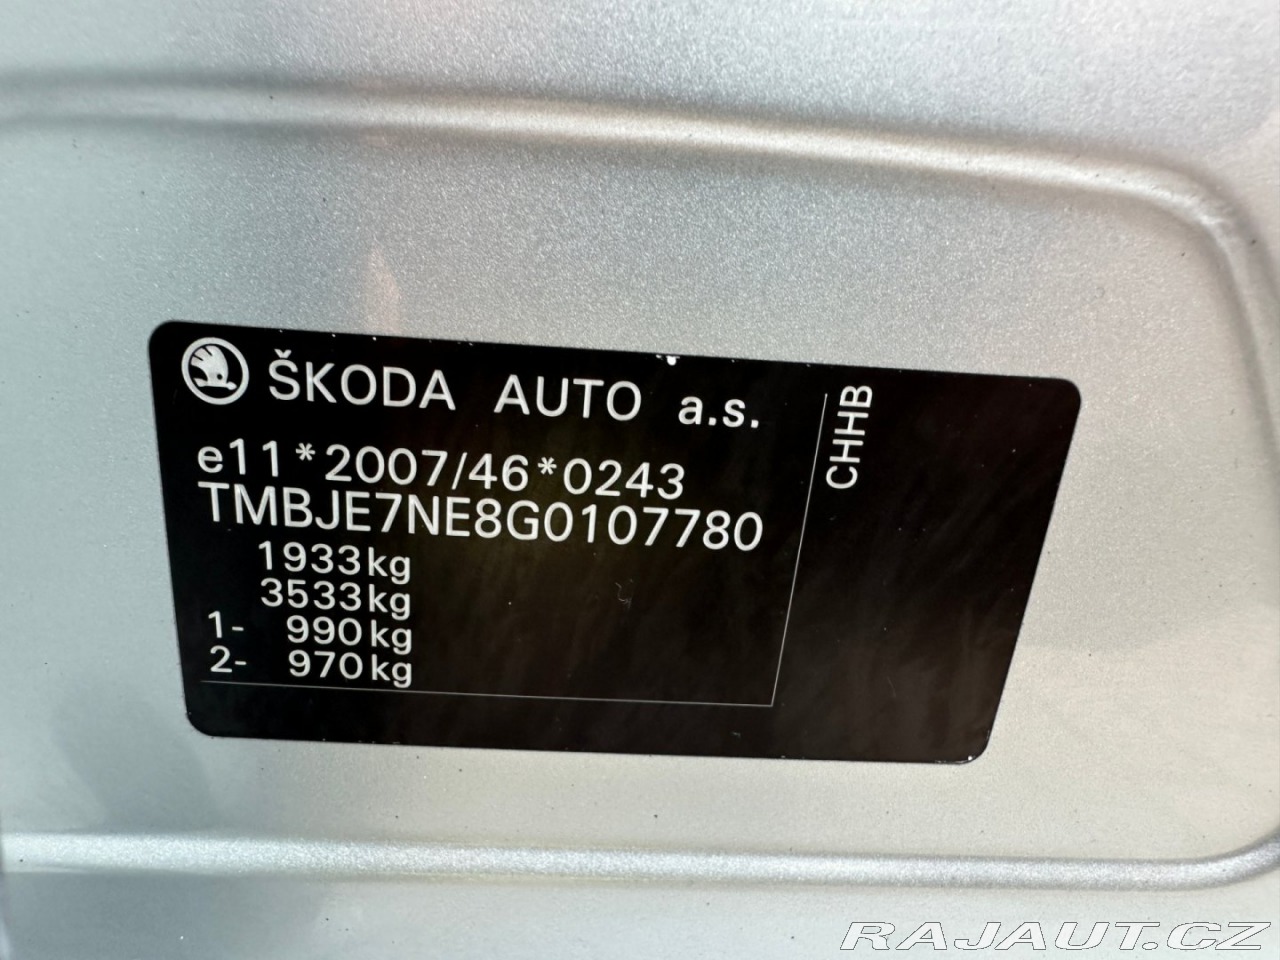 ŠKODA AUTO a.s.
e11*2007/46*0243
TMBJE7NE8G0107780
1933kg
3533kg
1- 990kg
2- 970kg
CHHB
RAJAUT.CZ